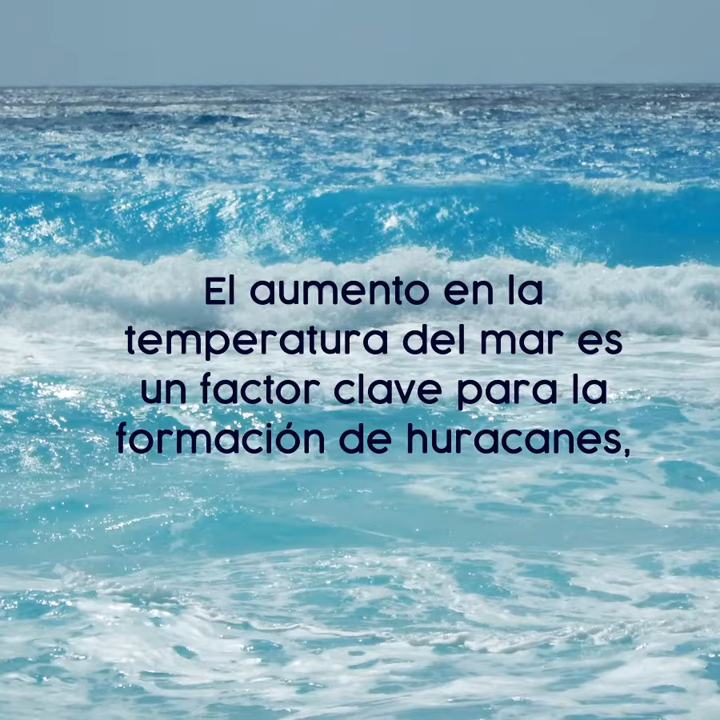 El aumento en la
temperatura del mar es
un factor clave para la
formación de huracanes,